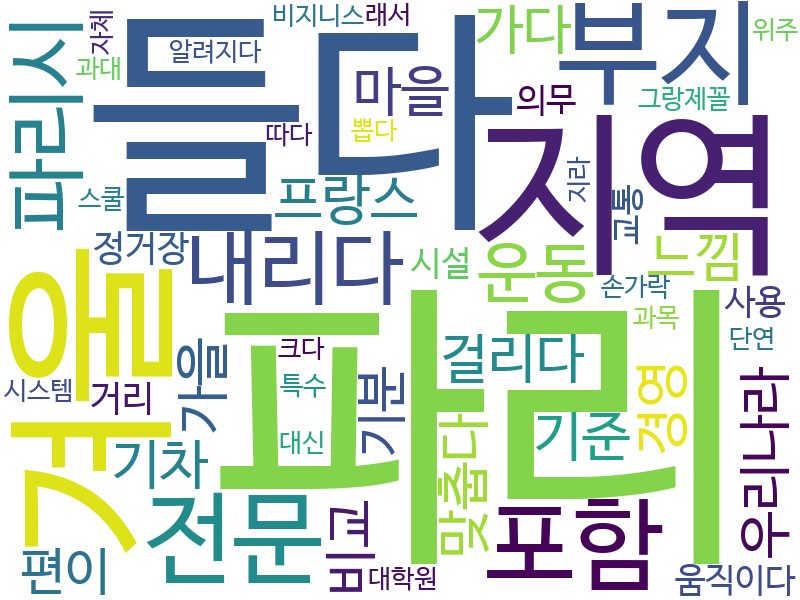 자체
비지니스
래서
가다
부지
위주
파리시
과대
알려지다
들다
마을
의무
그랑제꼴
따다
뽑다
지역
스쿨
프랑스
지라
교통
정거장
내리다
시설
운동
느낌
겨울
손가락
사용
파리
과목
단연
크다
걸리다
시스템
거리
가을
특수
기분
경영
우리나라
기차
대신
맞춥다
기준
전문
비교
포함
편이
대학원
움직이다